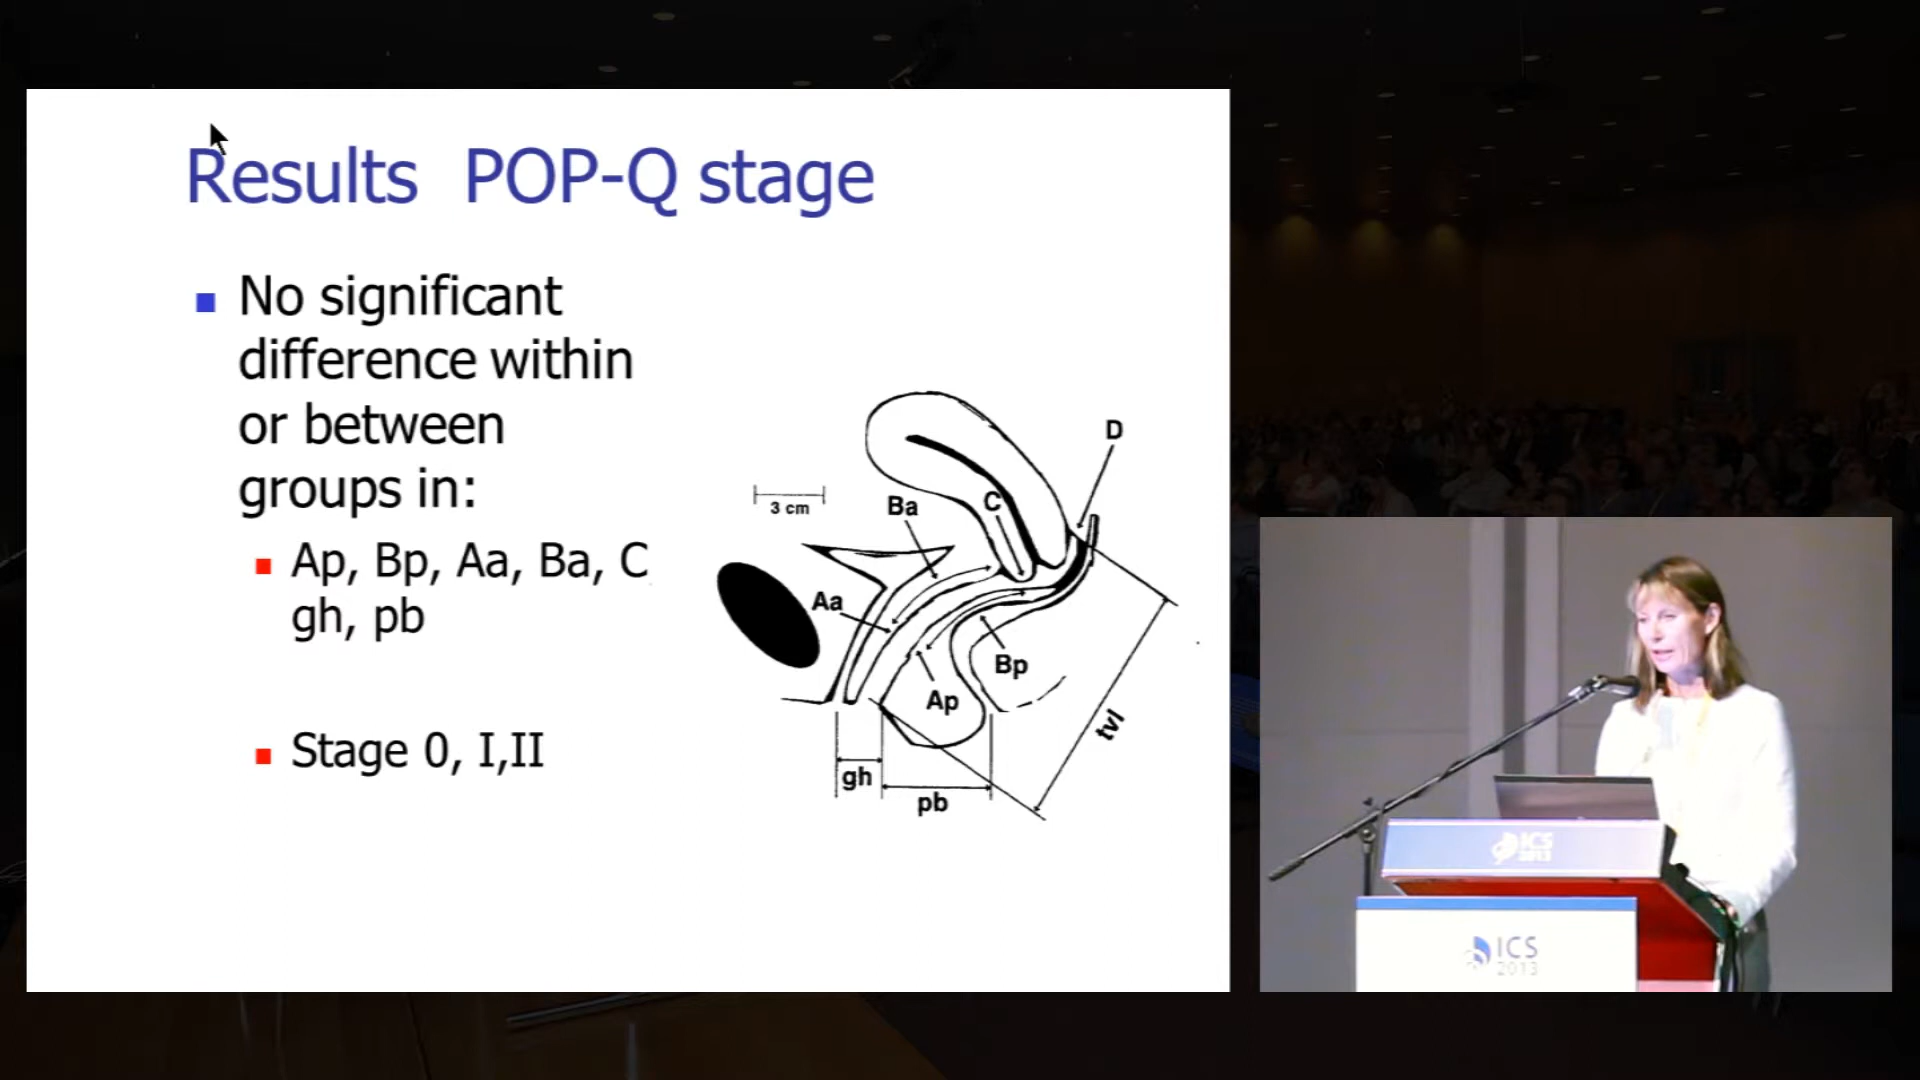 Results POP-Q stage
No significant
difference within
or between
groups in:
Ap, Bp, Aa, Ba, C
gh, pb
Stage 0, I,II
D
3 cm
Ba
C
Aa
Bp
Ap
tvl
gh
pb
ICS
2013
ICS
2013